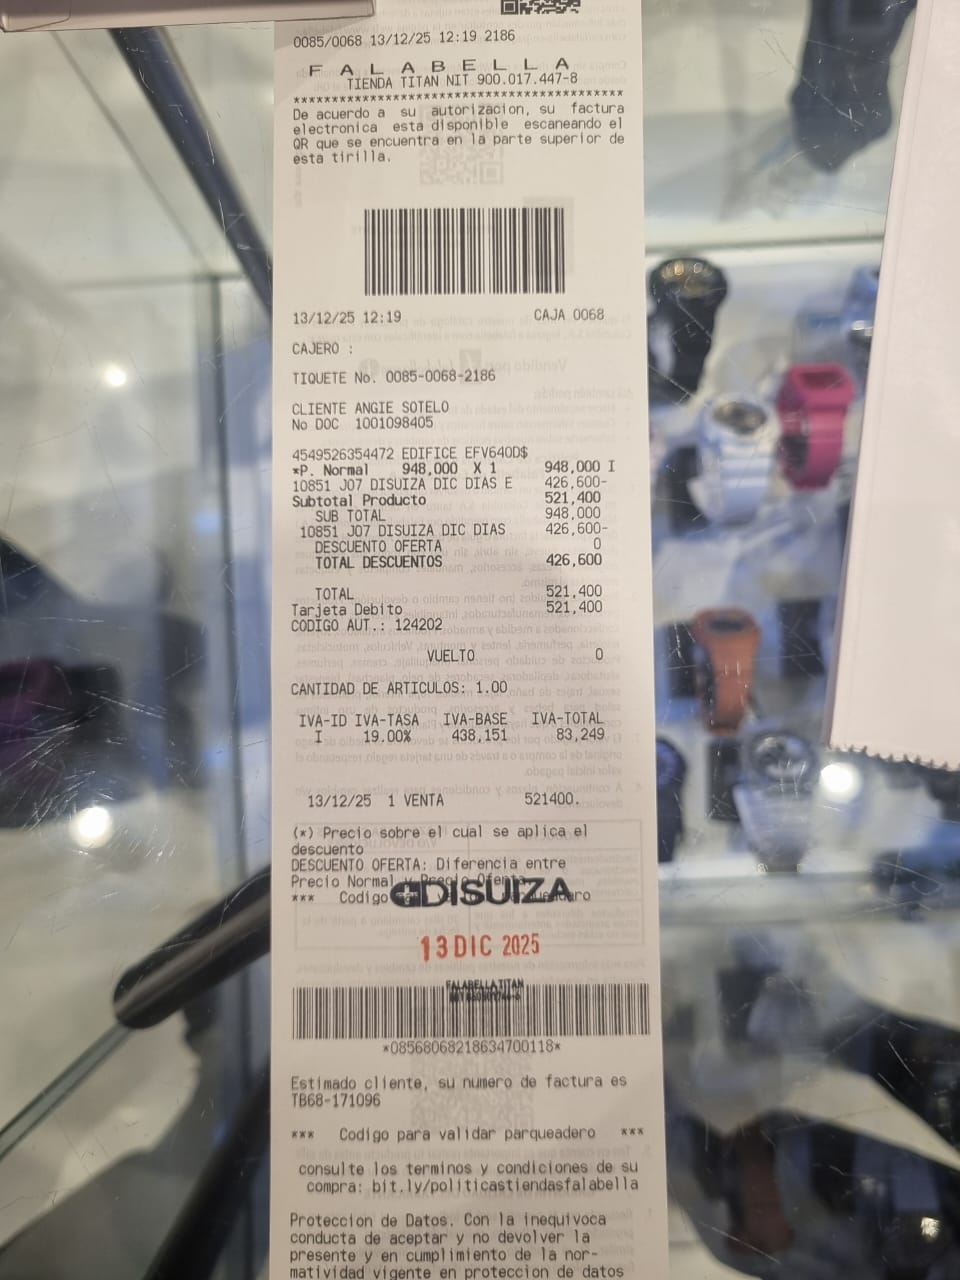 0085/0068 13/12/25 12:19 2186
F A L A B E L L A
TIENDA TITAN NIT 900.017.447-8
****************************************************
De acuerdo a su autorizacion, su factura
electronica esta disponible escaneando el
QR que se encuentra en la parte superior de
esta tirilla.
13/12/25 12:19 CAJA 0068
CAJERO :
TIQUETE No. 0085-0068-2186
CLIENTE ANGIE SOTELO
No DOC 1001098405
4549526354472 EDIFICE EFV640D$
*P. Normal 948,000 X 1 948,000 I
10851 J07 DISUIZA DIC DIAS E 426,600-
Subtotal Producto 521,400
SUB TOTAL 948,000
10851 J07 DISUIZA DIC DIAS 426,600-
DESCUENTO OFERTA 0
TOTAL DESCUENTOS 426,600
TOTAL 521,400
Tarjeta Debito 521,400
CODIGO AUT.: 124202
VUELTO 0
CANTIDAD DE ARTICULOS: 1.00
IVA-ID IVA-TASA IVA-BASE IVA-TOTAL
I 19.00% 438,151 83,249
13/12/25 1 VENTA 521400.
(*) Precio sobre el cual se aplica el
descuento
DESCUENTO OFERTA: Diferencia entre
Precio Normal y Precio Oferta
*** Codigo
DISUIZA
13 DIC 2025
FALABELLA TITAN
*08568068218634700118*
Estimado cliente, su numero de factura es
TB68-171096
*** Codigo para validar parqueadero ***
consulte los terminos y condiciones de su
compra: bit.ly/politicastiendasfalabella
Proteccion de Datos. Con la inequivoca
conducta de aceptar y no devolver la
presente y en cumplimiento de la nor-
matividad vigente en proteccion de datos